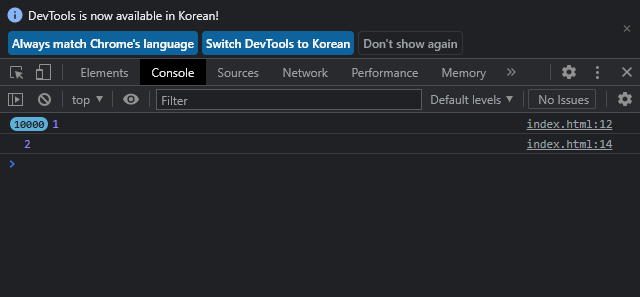 DevTools is now available in Korean!
Always match Chrome's language Switch DevTools to Korean Don't show again
Elements Console Sources Network Performance Memory
top Filter Default levels No Issues
10000 1 index.html:12
2 index.html:14